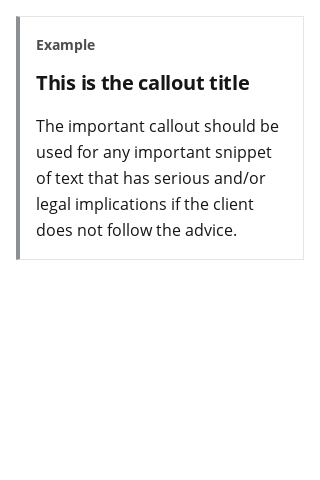 Example
This is the callout title
The important callout should be
used for any important snippet
of text that has serious and/or
legal implications if the client
does not follow the advice.